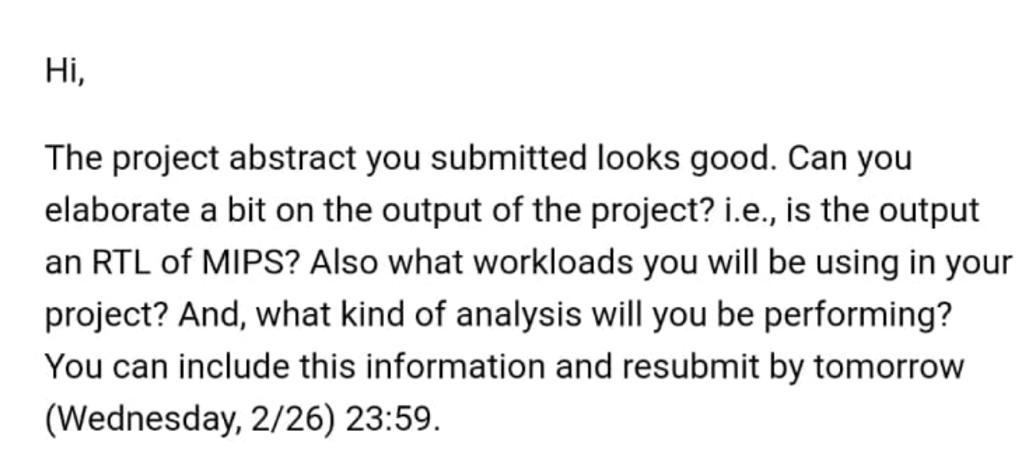 Hi,
The project abstract you submitted looks good. Can you
elaborate a bit on the output of the project? i.e., is the output
an RTL of MIPS? Also what workloads you will be using in your
project? And, what kind of analysis will you be performing?
You can include this information and resubmit by tomorrow
(Wednesday, 2/26) 23:59.